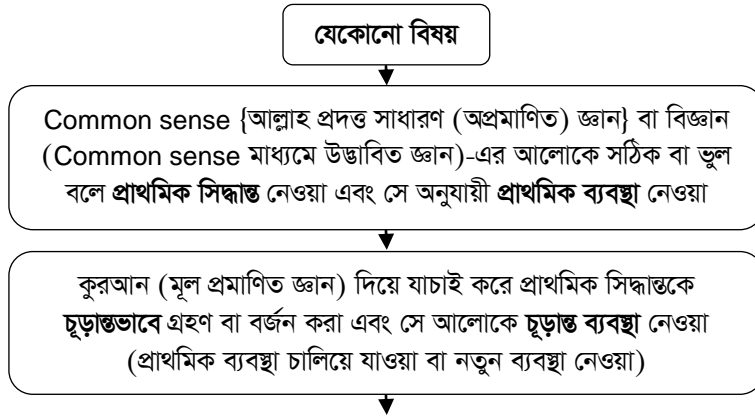 যেকোনো বিষয়
Common sense {আল্লাহ প্রদত্ত সাধারণ (অপ্রমাণিত) জ্ঞান} বা বিজ্ঞান
(Common sense মাধ্যমে উদ্ভাবিত জ্ঞান)-এর আলোকে সঠিক বা ভুল
বলে প্রাথমিক সিদ্ধান্ত নেওয়া এবং সে অনুযায়ী প্রাথমিক ব্যবস্থা নেওয়া
কুরআন (মূল প্রমাণিত জ্ঞান) দিয়ে যাচাই করে প্রাথমিক সিদ্ধান্তকে
চূড়ান্তভাবে গ্রহণ বা বর্জন করা এবং সে আলোকে চূড়ান্ত ব্যবস্থা নেওয়া
(প্রাথমিক ব্যবস্থা চালিয়ে যাওয়া বা নতুন ব্যবস্থা নেওয়া)